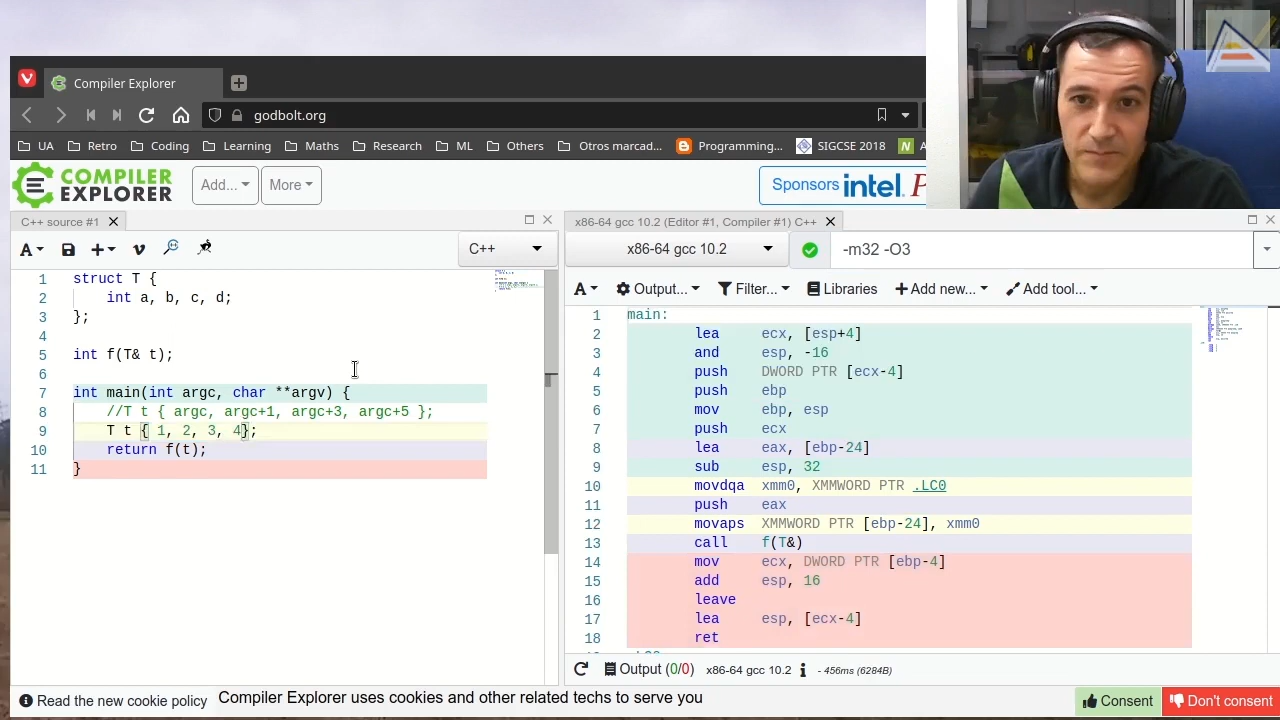 Compiler Explorer
godbolt.org
UA Retro Coding Learning Maths Research ML Others Otros marcad... Programming... SIGCSE 2018 A
COMPILER
EXPLORER
Add... More
Sponsors intel. P
C++ source #1
x86-64 gcc 10.2 (Editor #1, Compiler #1) C++
A
C++
x86-64 gcc 10.2
-m32 -O3
A Output... Filter... Libraries Add new... Add tool...
1 struct T {
2 int a, b, c, d;
3 };
4
5 int f(T& t);
6
7 int main(int argc, char **argv) {
8 //T t { argc, argc+1, argc+3, argc+5 };
9 T t { 1, 2, 3, 4};
10 return f(t);
11 }
1 main:
2 lea ecx, [esp+4]
3 and esp, -16
4 push DWORD PTR [ecx-4]
5 push ebp
6 mov ebp, esp
7 push ecx
8 lea eax, [ebp-24]
9 sub esp, 32
10 movdqa xmm0, XMMWORD PTR .LC0
11 push eax
12 movaps XMMWORD PTR [ebp-24], xmm0
13 call f(T&)
14 mov ecx, DWORD PTR [ebp-4]
15 add esp, 16
16 leave
17 lea esp, [ecx-4]
18 ret
Output (0/0) x86-64 gcc 10.2 i - 456ms (6284B)
Read the new cookie policy
Compiler Explorer uses cookies and other related techs to serve you
Consent
Don't consent